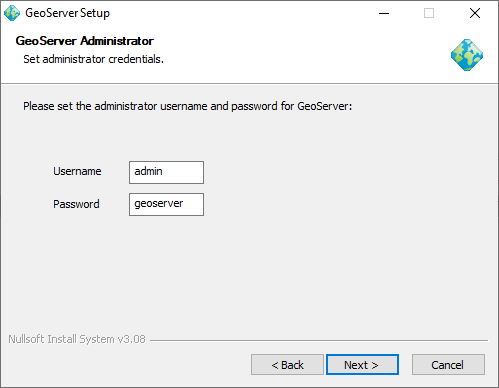 GeoServer Setup
GeoServer Administrator
Set administrator credentials.
Please set the administrator username and password for GeoServer:
Username admin
Password geoserver
Nullsoft Install System v3.08
< Back Next > Cancel